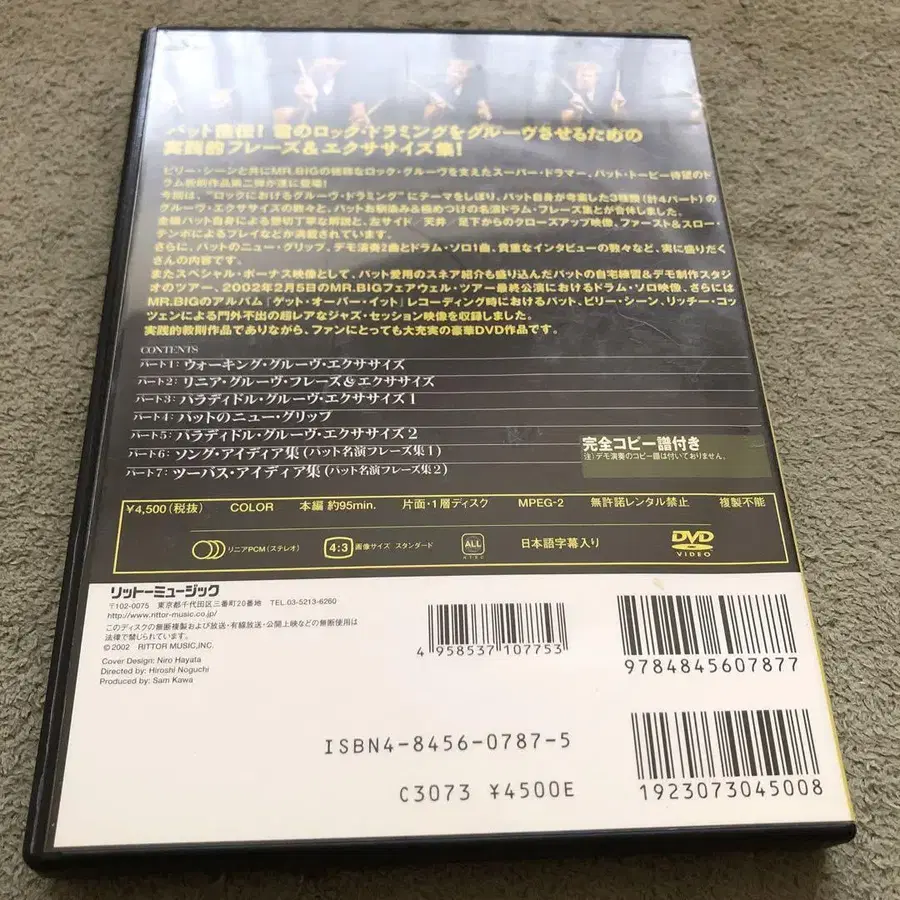 パット直伝! 君のロック・ドラミングをグルーヴさせるための
実践的フレーズ&エクササイズ集!
ビリー・シーンと共にMR.BIGの強靭なロック・グルーヴを支えたスーパー・ドラマー、パット・トーピー待望のド
ラム教則作品第二弾が遂に登場!
今回は、“ロックにおけるグルーヴ・ドラミング”にテーマをしぼり、パット自身が考案した3種類(計4パート)の
グルーヴ・エクササイズの数々と、パットお馴染み&極めつけの名演ドラム・フレーズ集とが合体しました。
全編パット自身による懇切丁寧な解説と、左サイド/天井/足下からのクローズアップ映像、ファースト&スロー・
テンポによるプレイなどが満載されています。
さらに、パットのニュー・グリップ、デモ演奏2曲とドラム・ソロ1曲、貴重なインタビューの数々など、実に盛りだく
さんの内容です。
またスペシャル・ボーナス映像として、パット愛用のスネア紹介も盛り込んだパットの自宅練習&デモ制作スタジ
オのツアー、2002年2月5日のMR.BIGフェアウェル・ツアー最終公演におけるドラム・ソロ映像、さらには
MR.BIGのアルバム『ゲット・オーバー・イット』レコーディング時におけるパット、ビリー・シーン、リッチー・コッ
ツェンによる門外不出の超レアなジャズ・セッション映像を収録しました。
実践的教則作品でありながら、ファンにとっても大充実の豪華DVD作品です。
CONTENTS
パート1: ウォーキング・グルーヴ・エクササイズ
パート2: リニア・グルーヴ・フレーズ&エクササイズ
パート3: パラディドル・グルーヴ・エクササイズ1
パート4: パットのニュー・グリップ
パート5: パラディドル・グルーヴ・エクササイズ2
パート6: ソング・アイディア集(パット名演フレーズ集1)
パート7: ツーバス・アイディア集(パット名演フレーズ集2)
完全コピー譜付き
注)デモ演奏のコピー譜は付いておりません。
¥4,500(税抜) COLOR 本編 約95min. 片面・1層ディスク MPEG-2 無許諾レンタル禁止 複製不能
リニアPCM(ステレオ) 4:3 画像サイズ スタンダード ALL NTSC 日本語字幕入り DVD VIDEO
リットーミュージック
〒102-0075 東京都千代田区三番町20番地 TEL.03-5213-6260
http://www.rittor-music.co.jp/
このディスクの無断複製および放送・有線放送・公開上映などの無断使用は
法律で禁じられています。
© 2002 RITTOR MUSIC,INC.
Cover Design: Niro Hayata
Directed by: Hiroshi Noguchi
Produced by: Sam Kawa
4 958537 107753
9784845607877
ISBN4-8456-0787-5
C3073 ¥4500E
1923073045008